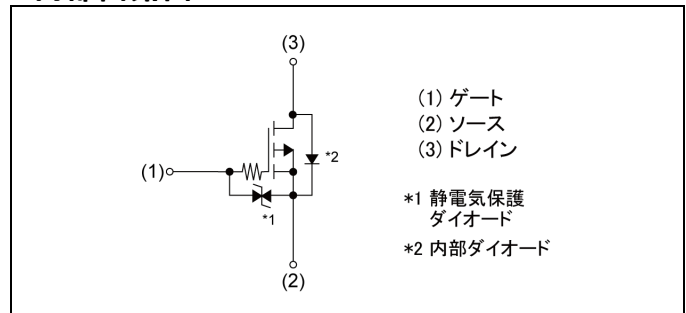 (3)
(1)
*2
*1
(2)
(1) ゲート
(2) ソース
(3) ドレイン
*1 静電気保護
ダイオード
*2 内部ダイオード